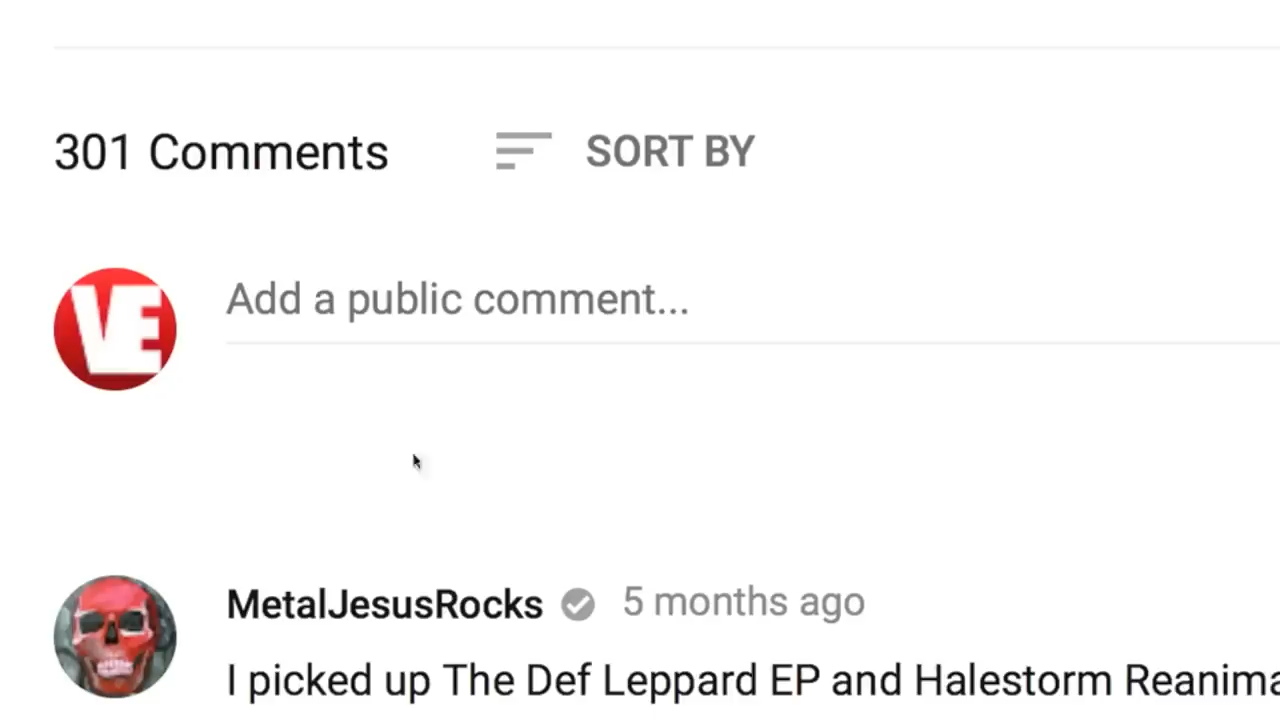 301 Comments
SORT BY
VE
Add a public comment...
MetalJesusRocks
5 months ago
I picked up The Def Leppard EP and Halestorm Reanima